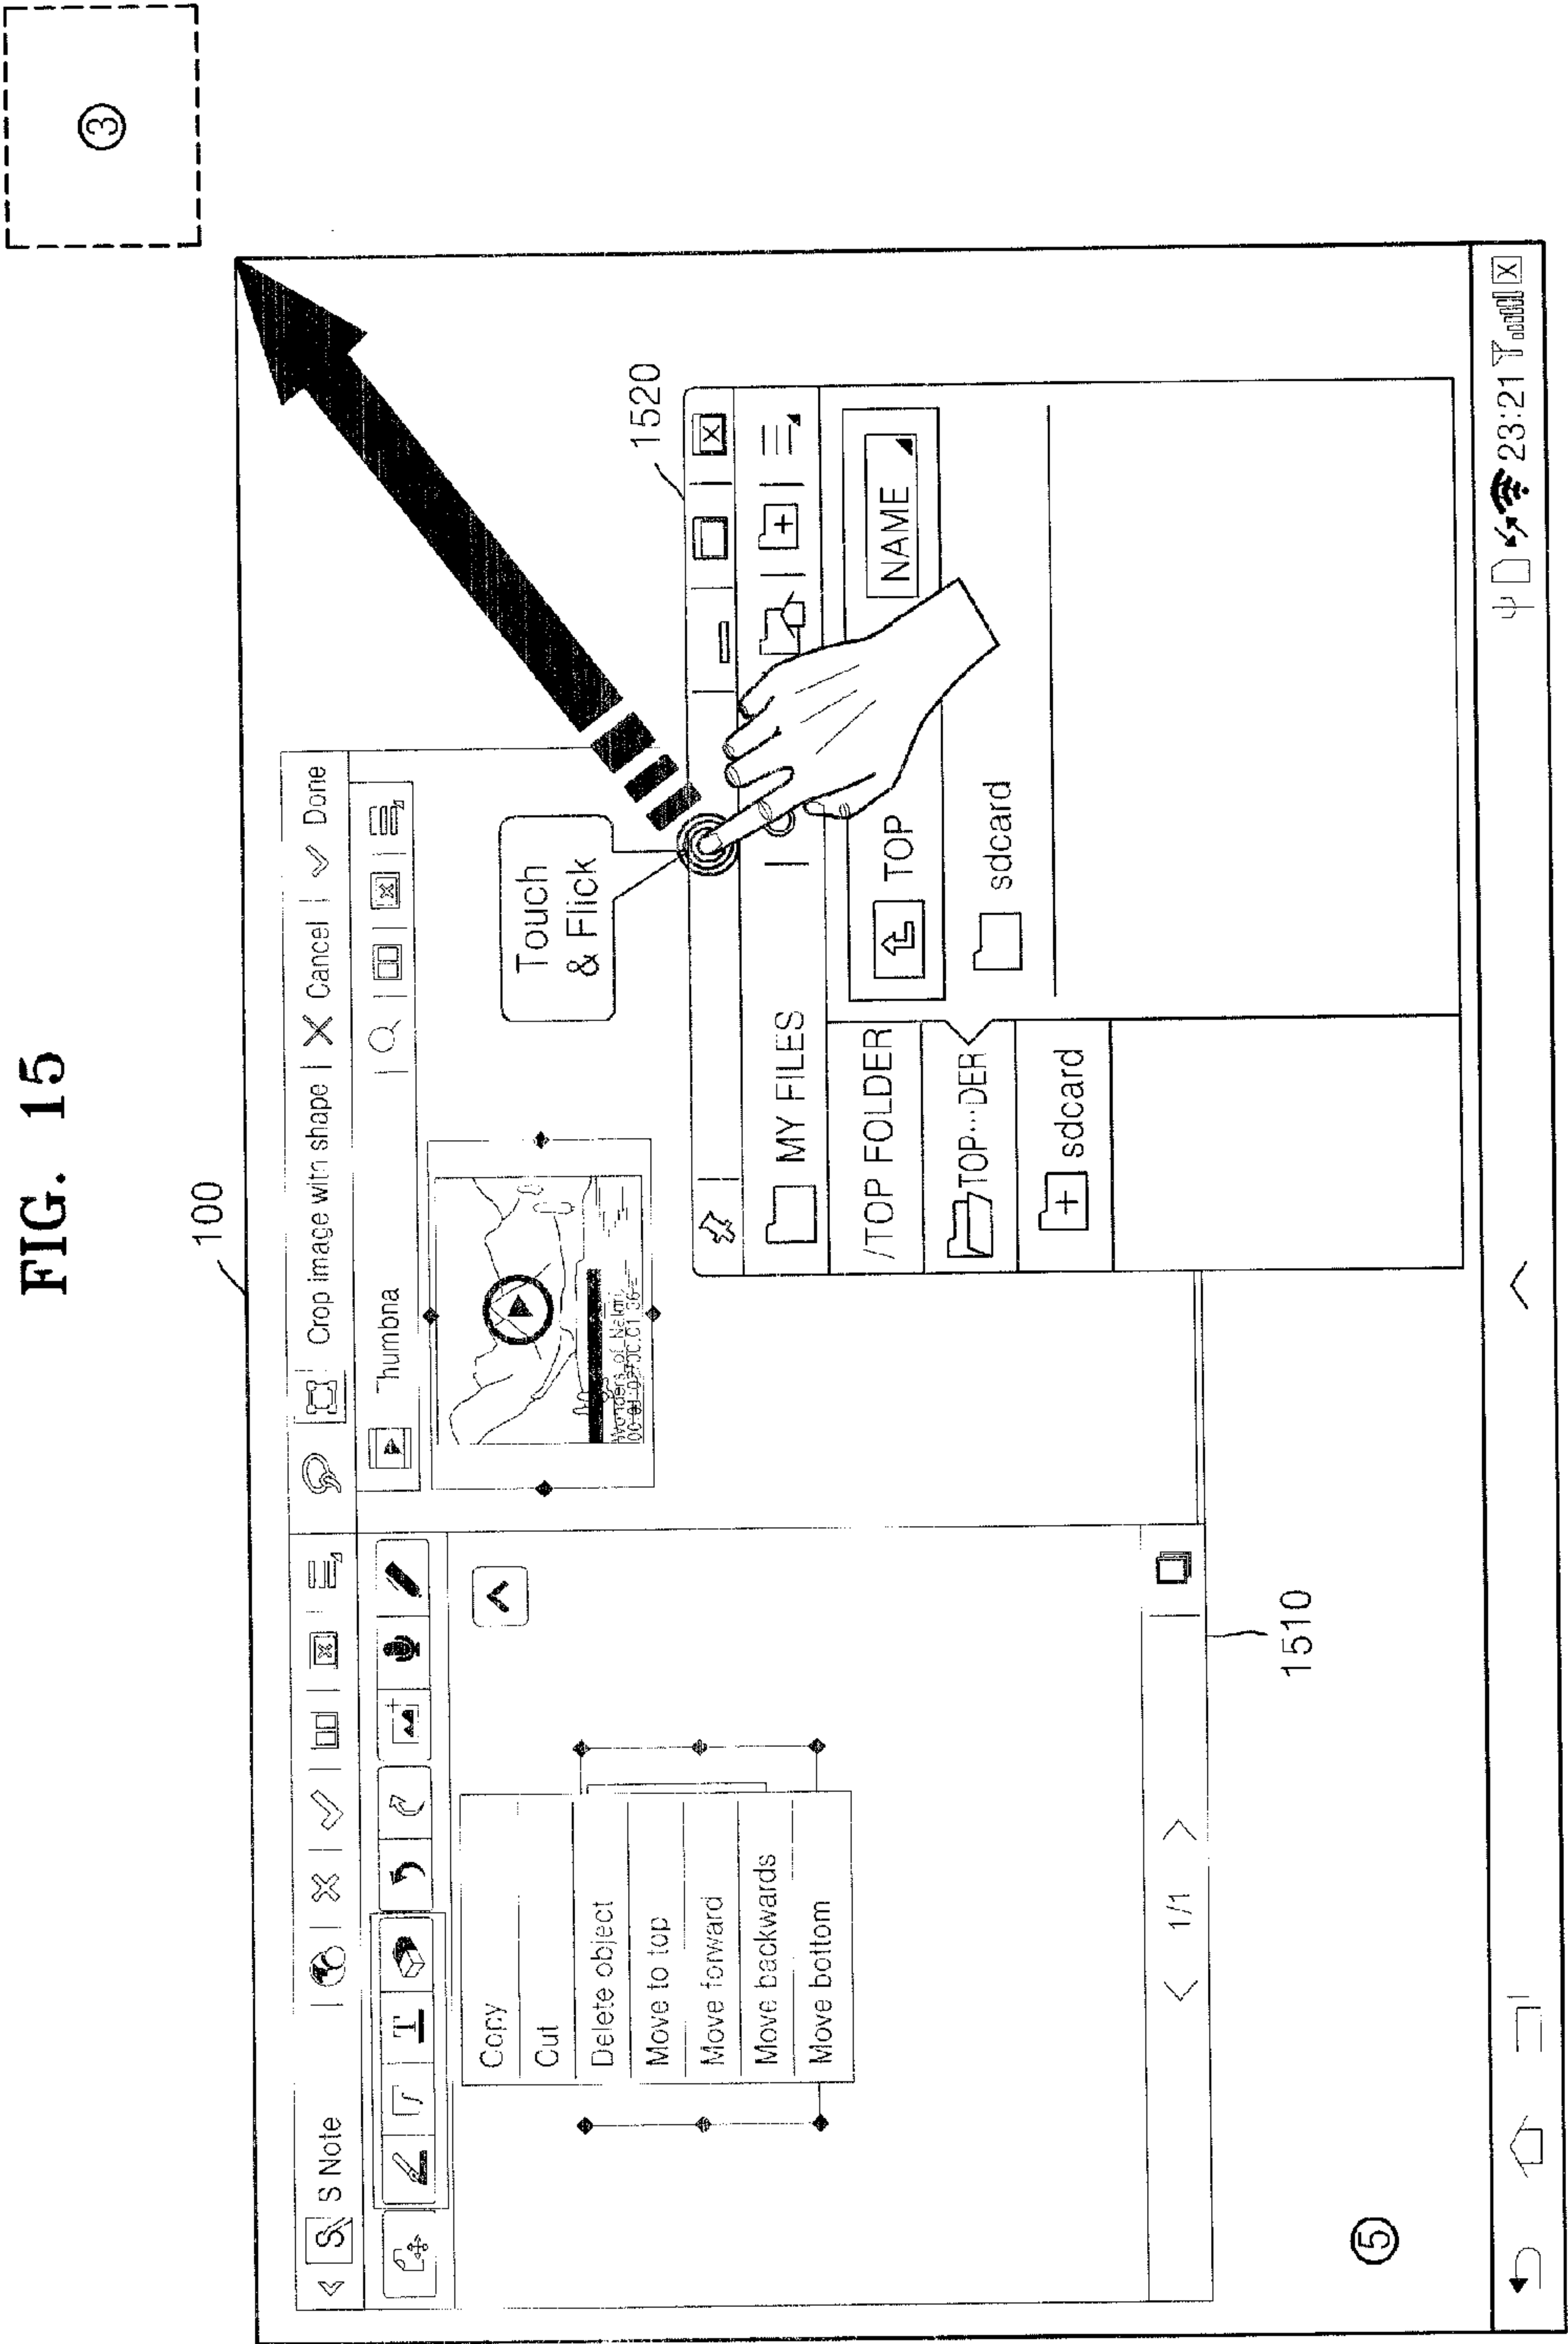 FIG. 15
100
③
S Note
Crop image with shape
Cancel
Done
Thumbna
Wonders of
Copy
Cut
Delete object
Move to top
Move forward
Move backwards
Move bottom
1/1
1510
Touch
& Flick
1520
MY FILES
/TOP FOLDER
TOP
NAME
TOP···DER
sdcard
sdcard
⑤
23:21